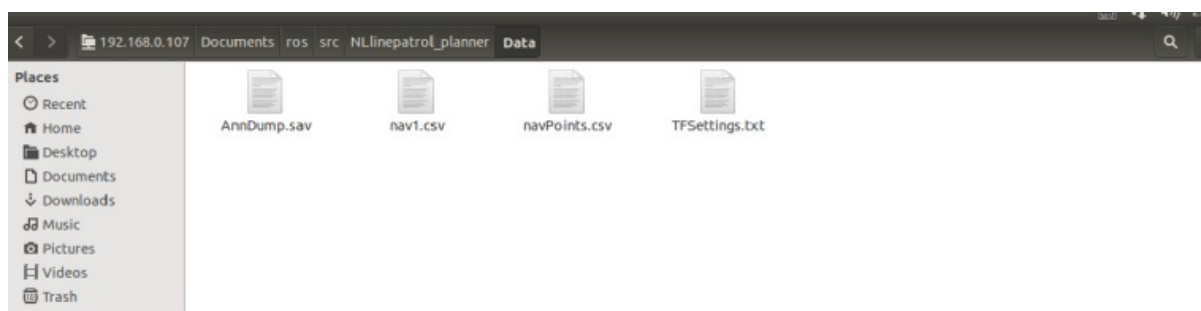 192.168.0.107 Documents ros src NLlinepatrol_planner Data
Places
Recent
Home
Desktop
Documents
Downloads
Music
Pictures
Videos
Trash
AnnDump.sav nav1.csv navPoints.csv TFSettings.txt